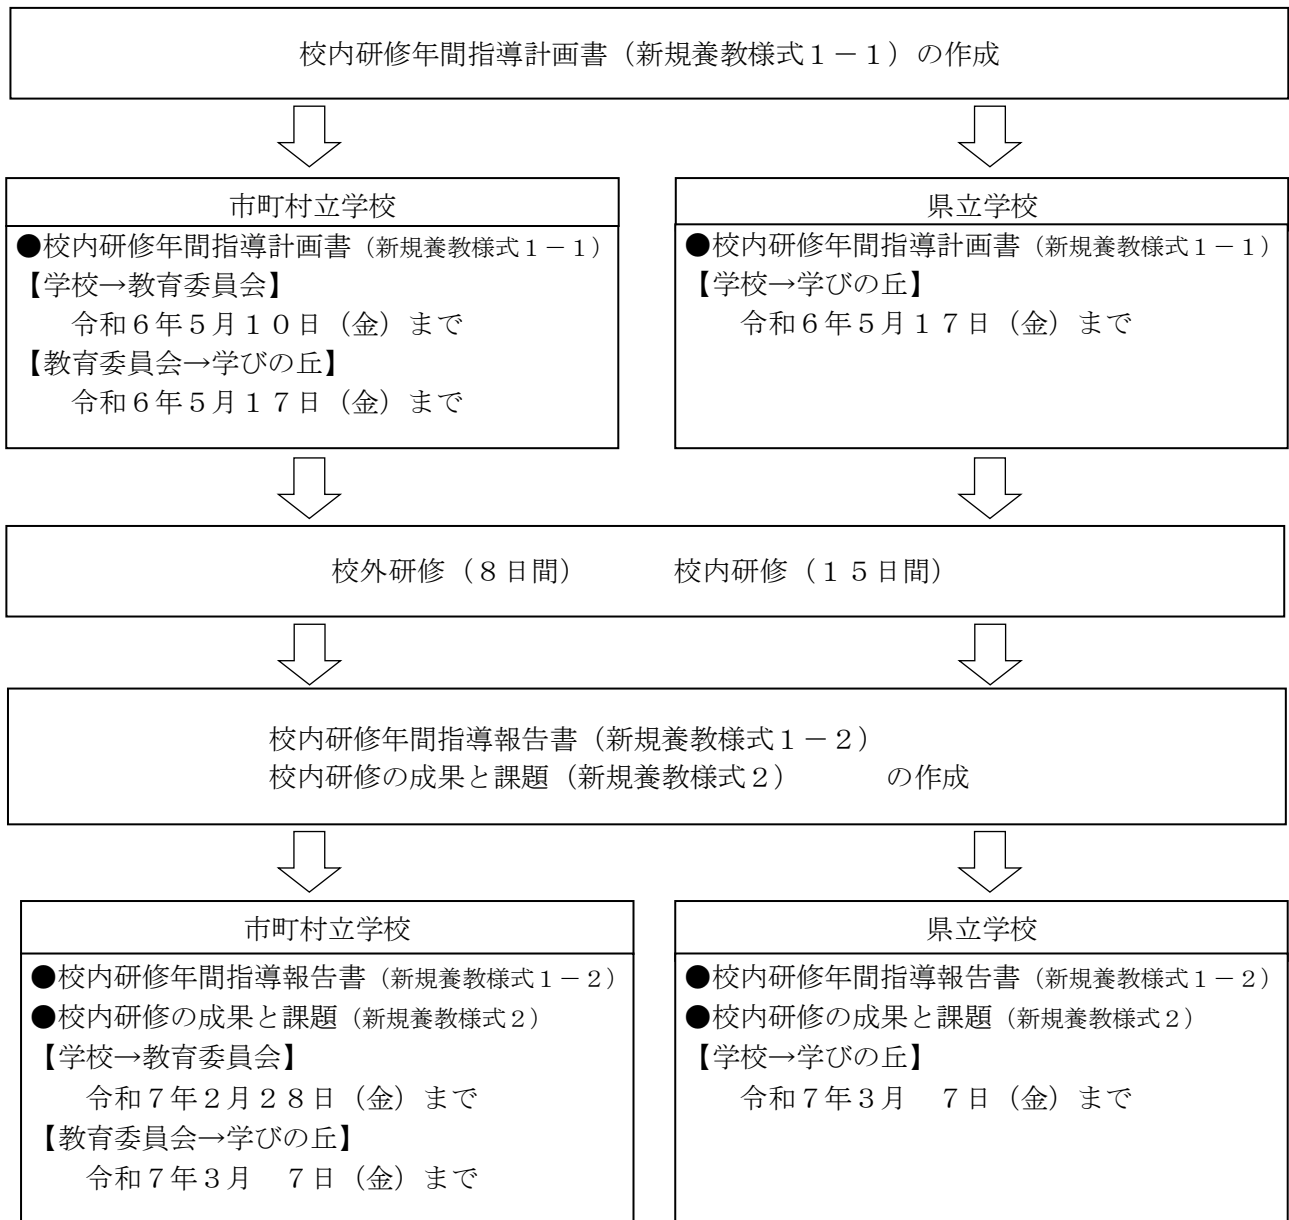 校内研修年間指導計画書（新規養教様式１－１）の作成
市町村立学校
●校内研修年間指導計画書（新規養教様式１－１）
【学校→教育委員会】
令和６年５月１０日（金）まで
【教育委員会→学びの丘】
令和６年５月１７日（金）まで
県立学校
●校内研修年間指導計画書（新規養教様式１－１）
【学校→学びの丘】
令和６年５月１７日（金）まで
校外研修（８日間）　　　校内研修（１５日間）
校内研修年間指導報告書（新規養教様式１－２）
校内研修の成果と課題（新規養教様式２）　　　の作成
市町村立学校
●校内研修年間指導報告書（新規養教様式１－２）
●校内研修の成果と課題（新規養教様式２）
【学校→教育委員会】
令和７年２月２８日（金）まで
【教育委員会→学びの丘】
令和７年３月　７日（金）まで
県立学校
●校内研修年間指導報告書（新規養教様式１－２）
●校内研修の成果と課題（新規養教様式２）
【学校→学びの丘】
令和７年３月　７日（金）まで